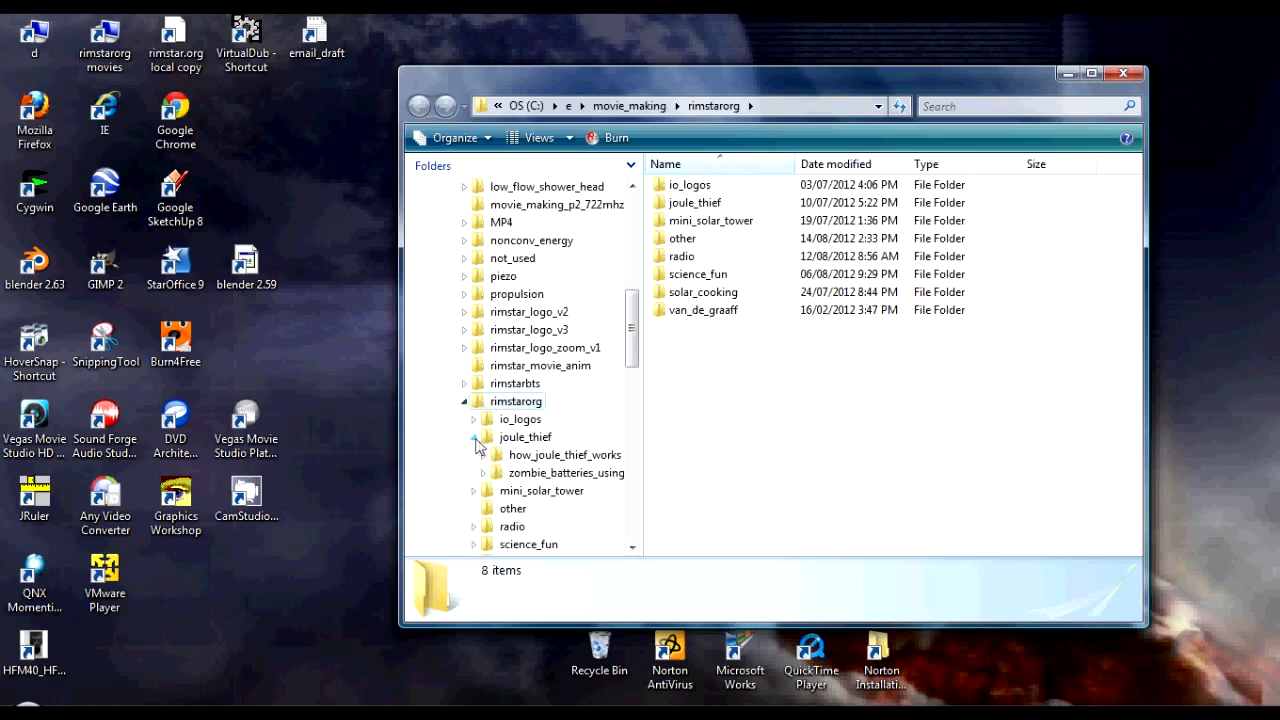 d
rimstarorg
movies
rimstar.org
local copy
VirtualDub -
Shortcut
email_draft
Mozilla
Firefox
IE
Google
Chrome
Cygwin
Google Earth
Google
SketchUp 8
blender 2.63
GIMP 2
StarOffice 9
blender 2.59
HoverSnap -
Shortcut
SnippingTool
Burn4Free
Vegas Movie
Studio HD ...
Sound Forge
Audio Stud...
DVD
Archite...
Vegas Movie
Studio Plat...
JRuler
Any Video
Converter
Graphics
Workshop
CamStudio...
QNX
Momenti...
VMware
Player
HFM40_HF...
« OS (C:) e movie_making rimstarorg
Search
Organize Views Burn
Folders
low_flow_shower_head
movie_making_p2_722mhz
MP4
nonconv_energy
not_used
piezo
propulsion
rimstar_logo_v2
rimstar_logo_v3
rimstar_logo_zoom_v1
rimstar_movie_anim
rimstarbts
rimstarorg
io_logos
joule_thief
how_joule_thief_works
zombie_batteries_using
mini_solar_tower
other
radio
science_fun
Name Date modified Type Size
io_logos 03/07/2012 4:06 PM File Folder
joule_thief 10/07/2012 5:22 PM File Folder
mini_solar_tower 19/07/2012 1:36 PM File Folder
other 14/08/2012 2:33 PM File Folder
radio 12/08/2012 8:56 AM File Folder
science_fun 06/08/2012 9:29 PM File Folder
solar_cooking 24/07/2012 8:44 PM File Folder
van_de_graaff 16/02/2012 3:47 PM File Folder
8 items
Recycle Bin
Norton
AntiVirus
Microsoft
Works
QuickTime
Player
Norton
Installati...